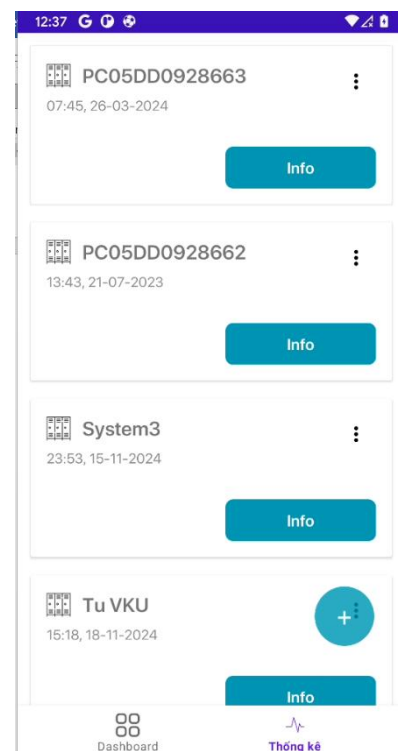 12:37
PC05DD0928663
07:45, 26-03-2024
Info
PC05DD0928662
13:43, 21-07-2023
Info
System3
23:53, 15-11-2024
Info
Tu VKU
15:18, 18-11-2024
+
Info
Dashboard
Thống kê